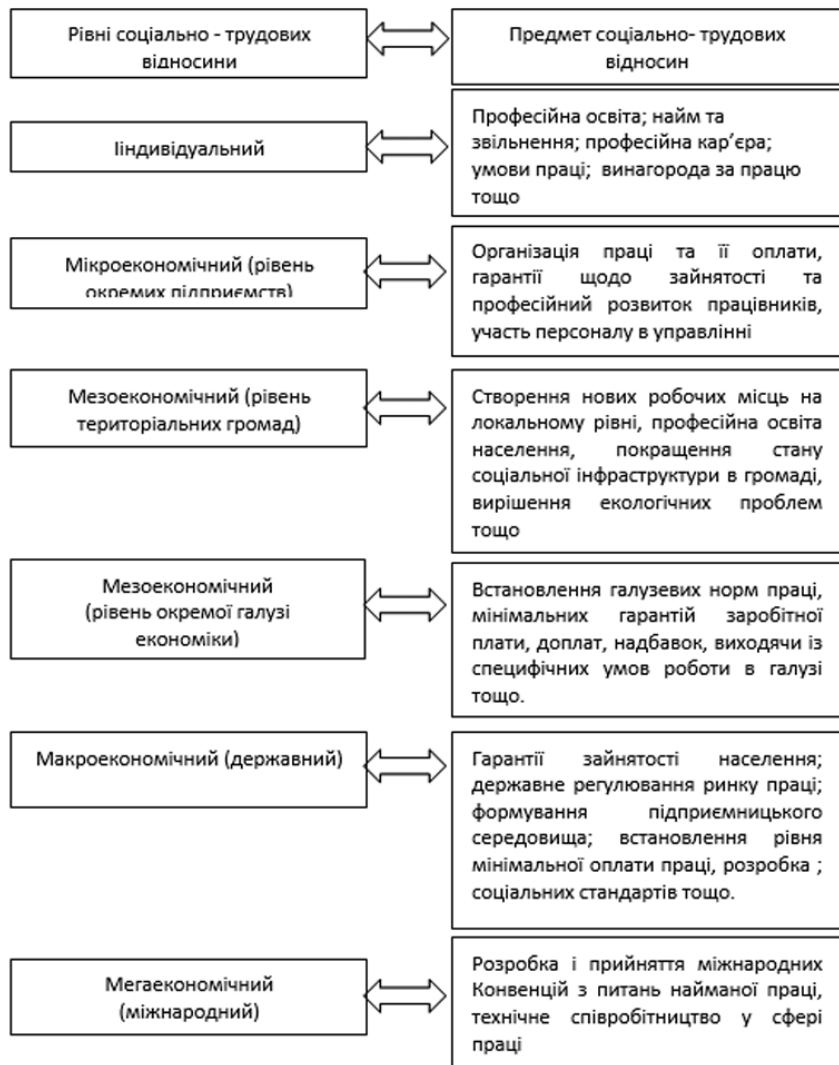 Рівні соціально - трудових
відносини
Предмет соціально- трудових
відносин
Ііндивідуальний
Професійна освіта; найм та
звільнення; професійна кар’єра;
умови праці; винагорода за працю
тощо
Мікроекономічний (рівень
окремих підприємств)
Організація праці та її оплати,
гарантії щодо зайнятості та
професійний розвиток працівників,
участь персоналу в управлінні
Мезоекономічний (рівень
територіальних громад)
Створення нових робочих місць на
локальному рівні, професійна освіта
населення, покращення стану
соціальної інфраструктури в громаді,
вирішення екологічних проблем
тощо
Мезоекономічний
(рівень окремої галузі
економіки)
Встановлення галузевих норм праці,
мінімальних гарантій заробітної
плати, доплат, надбавок, виходячи із
специфічних умов роботи в галузі
тощо.
Макроекономічний (державний)
Гарантії зайнятості населення;
державне регулювання ринку праці;
формування підприємницького
середовища; встановлення рівня
мінімальної оплати праці, розробка ;
соціальних стандартів тощо.
Мегаекономічний
(міжнародний)
Розробка і прийняття міжнародних
Конвенцій з питань найманої праці,
технічне співробітництво у сфері
праці